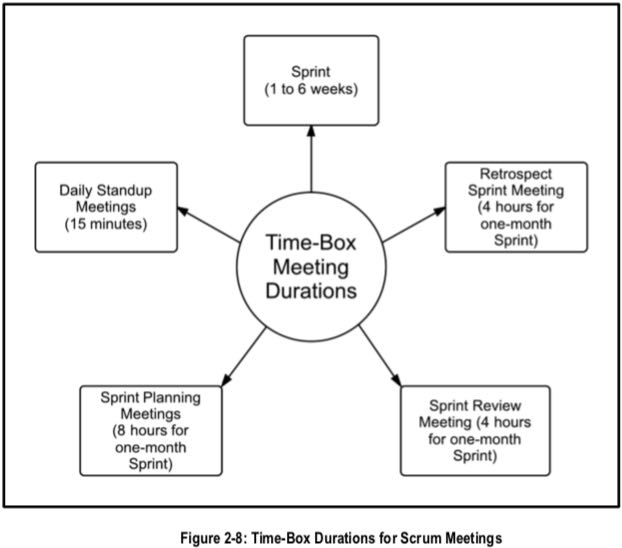 Sprint
(1 to 6 weeks)
Daily Standup
Meetings
(15 minutes)
Retrospect
Sprint Meeting
(4 hours for
one-month
Sprint)
Time-Box
Meeting
Durations
Sprint Planning
Meetings
(8 hours for
one-month
Sprint)
Sprint Review
Meeting (4 hours
for one-month
Sprint)
Figure 2-8: Time-Box Durations for Scrum Meetings